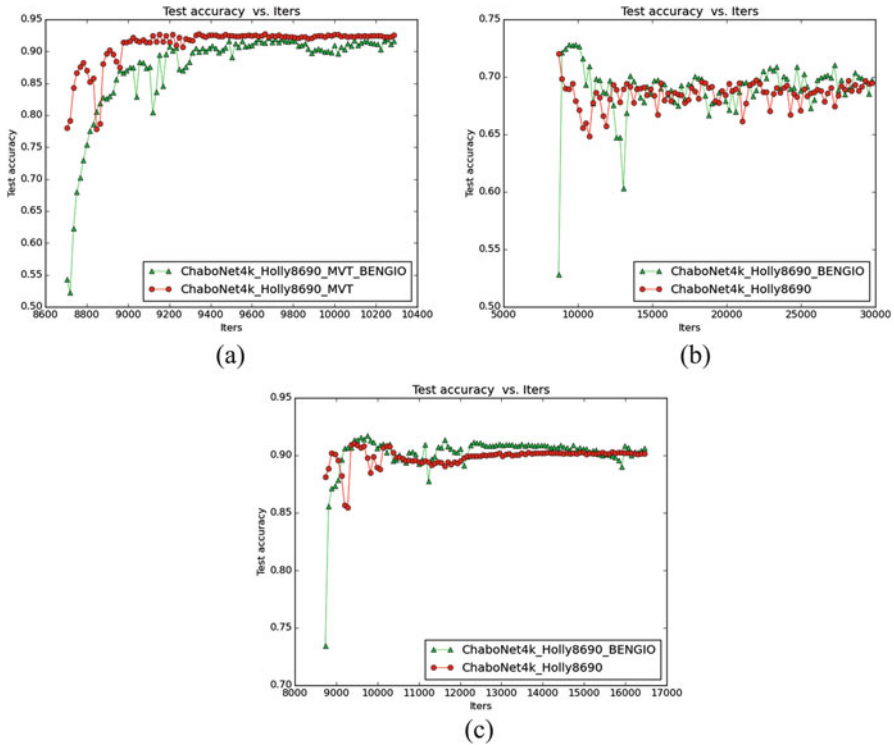 Test accuracy vs. Iters
0.95
0.90
0.85
0.80
0.75
0.70
0.65
0.60
0.55
0.50
Test accuracy
ChaboNet4k_Holly8690_MVT_BENGIO
ChaboNet4k_Holly8690_MVT
8600 8800 9000 9200 9400 9600 9800 10000 10200 10400
Iters
(a)
Test accuracy vs. Iters
0.75
0.70
0.65
0.60
0.55
0.50
Test accuracy
ChaboNet4k_Holly8690_BENGIO
ChaboNet4k_Holly8690
5000 10000 15000 20000 25000 30000
Iters
(b)
Test accuracy vs. Iters
0.95
0.90
0.85
0.80
0.75
0.70
Test accuracy
ChaboNet4k_Holly8690_BENGIO
ChaboNet4k_Holly8690
8000 9000 10000 11000 12000 13000 14000 15000 16000 17000
Iters
(c)